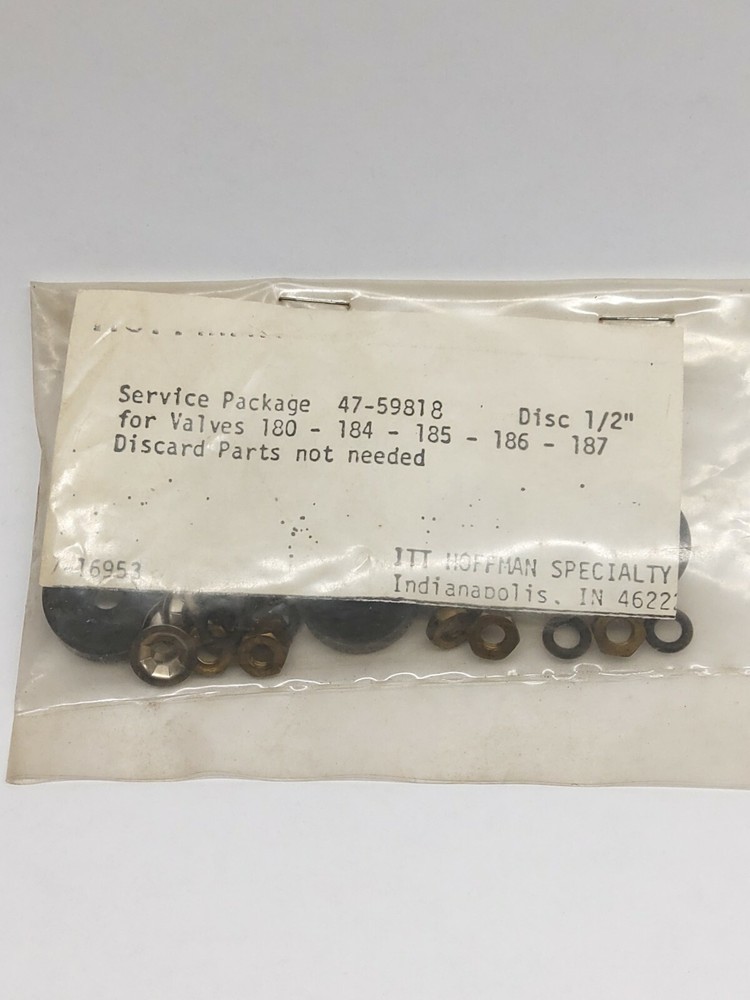 Service Package 47-59818 Disc 1/2"
for Valves 180 - 184 - 185 - 186 - 187
Discard Parts not needed
16953
ITT HOFFMAN SPECIALTY
Indianapolis, IN 4622